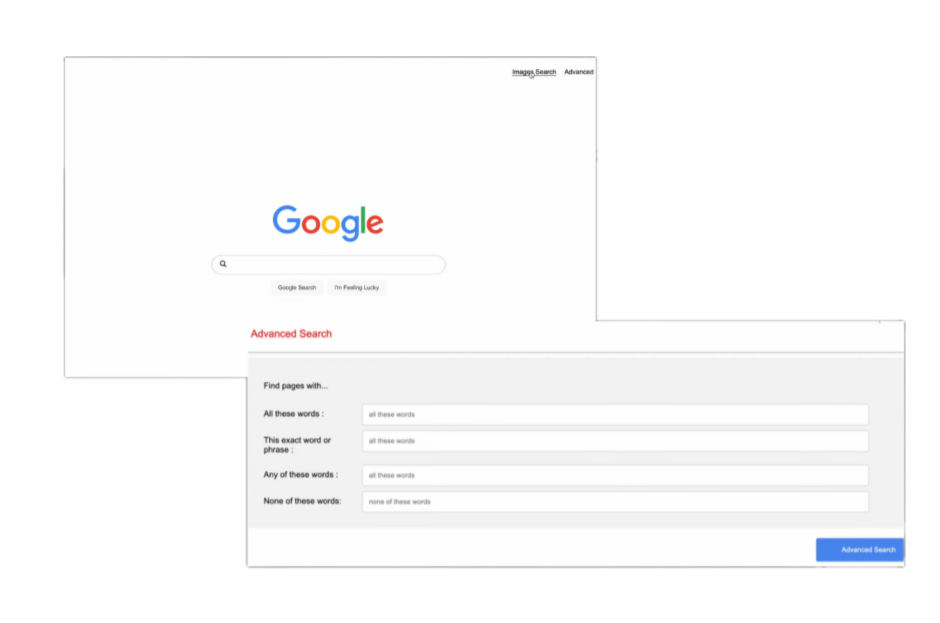 Images Search Advanced
Google
Google Search I'm Feeling Lucky
Advanced Search
Find pages with...
All these words : all these words
This exact word or
phrase : all these words
Any of these words : all these words
None of these words: none of these words
Advanced Search